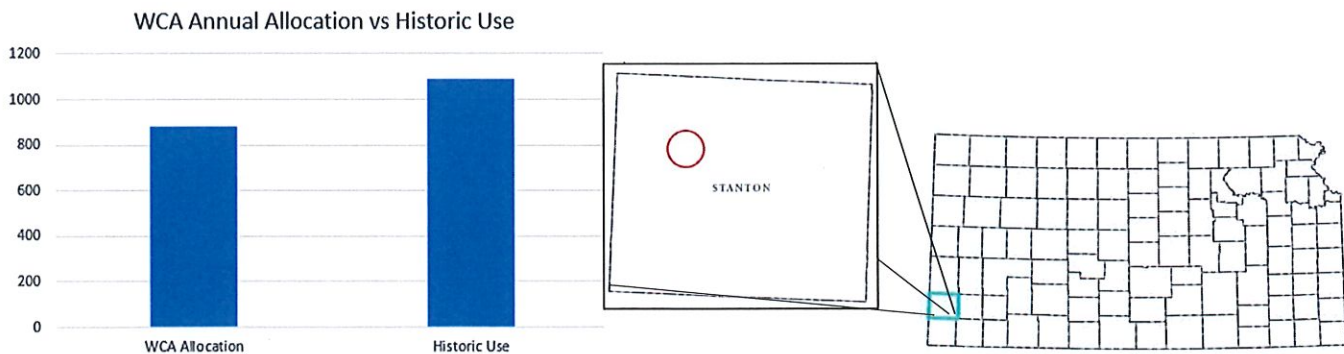 WCA Annual Allocation vs Historic Use
1200
1000
800
600
400
200
0
WCA Allocation
Historic Use
STANTON